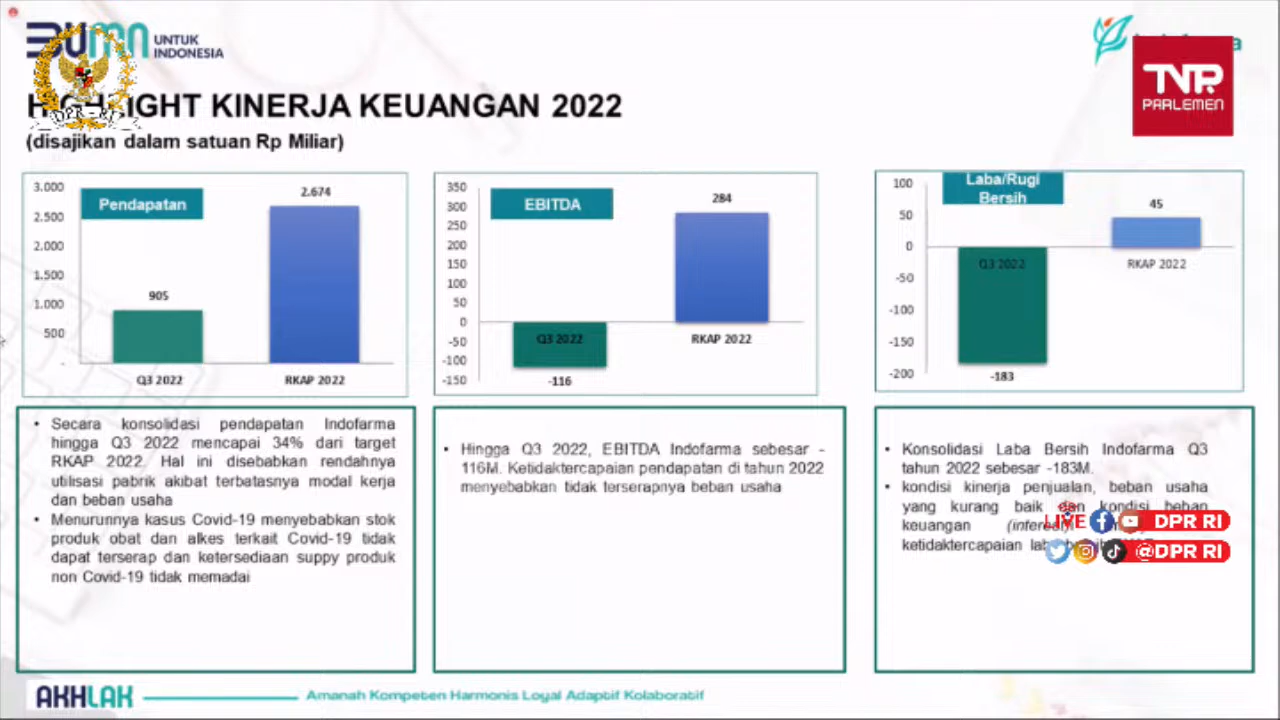 BUMN UNTUK
INDONESIA
DPR-RI
TVR
PARLEMEN
HIGHLIGHT KINERJA KEUANGAN 2022
(disajikan dalam satuan Rp Miliar)
Pendapatan
3.000
2.500
2.000
1.500
1.000
500
-
905
2.674
Q3 2022
RKAP 2022
EBITDA
350
300
250
200
150
100
50
0
-50
-100
-150
284
Q3 2022
RKAP 2022
-116
Laba/Rugi
Bersih
100
50
0
-50
-100
-150
-200
45
Q3 2022
RKAP 2022
-183
• Secara konsolidasi pendapatan Indofarma
hingga Q3 2022 mencapai 34% dari target
RKAP 2022. Hal ini disebabkan rendahnya
utilisasi pabrik akibat terbatasnya modal kerja
dan beban usaha
• Menurunnya kasus Covid-19 menyebabkan stok
produk obat dan alkes terkait Covid-19 tidak
dapat terserap dan ketersediaan suppy produk
non Covid-19 tidak memadai
• Hingga Q3 2022, EBITDA Indofarma sebesar -
116M. Ketidaktercapaian pendapatan di tahun 2022
menyebabkan tidak terserapnya beban usaha
• Konsolidasi Laba Bersih Indofarma Q3
tahun 2022 sebesar -183M.
• kondisi kinerja penjualan, beban usaha
yang kurang baik dan kondisi beban
keuangan
ketidaktercapaian
LIVE DPR RI
@DPR RI
AKHLAK
Amanah Kompeten Harmonis Loyal Adaptif Kolaboratif